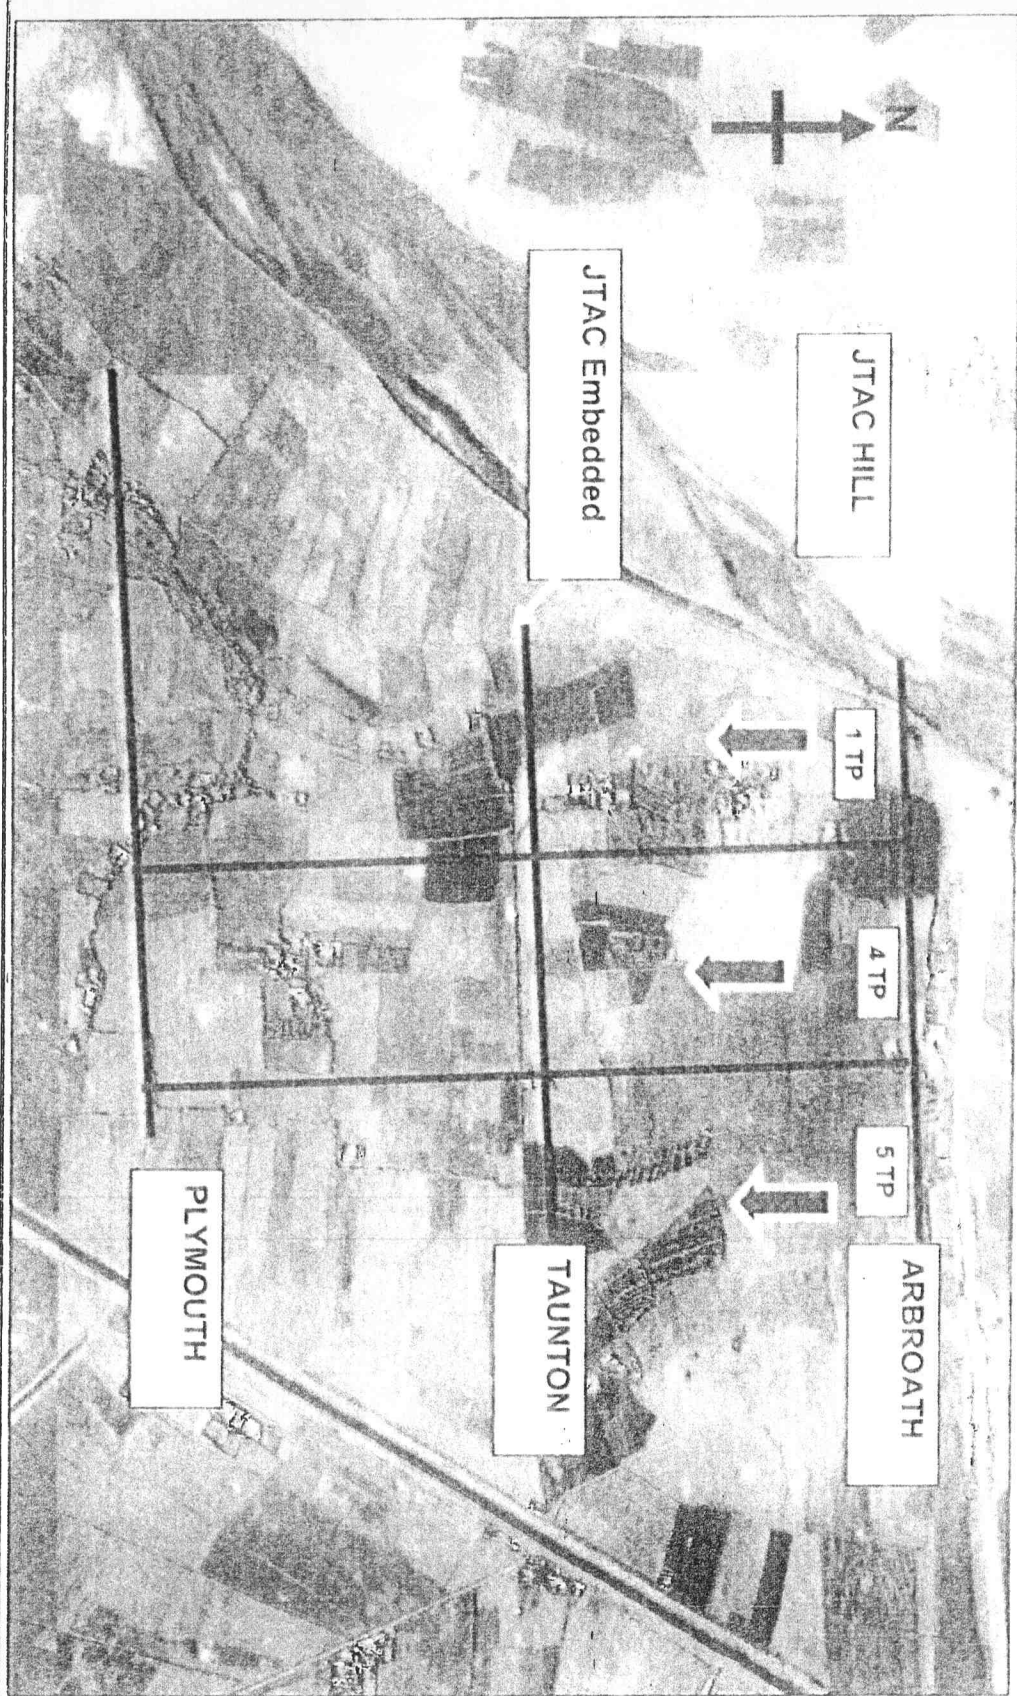 N
JTAC HILL
JTAC Embedded
1 TP
4 TP
5 TP
ARBROATH
TAUNTON
PLYMOUTH